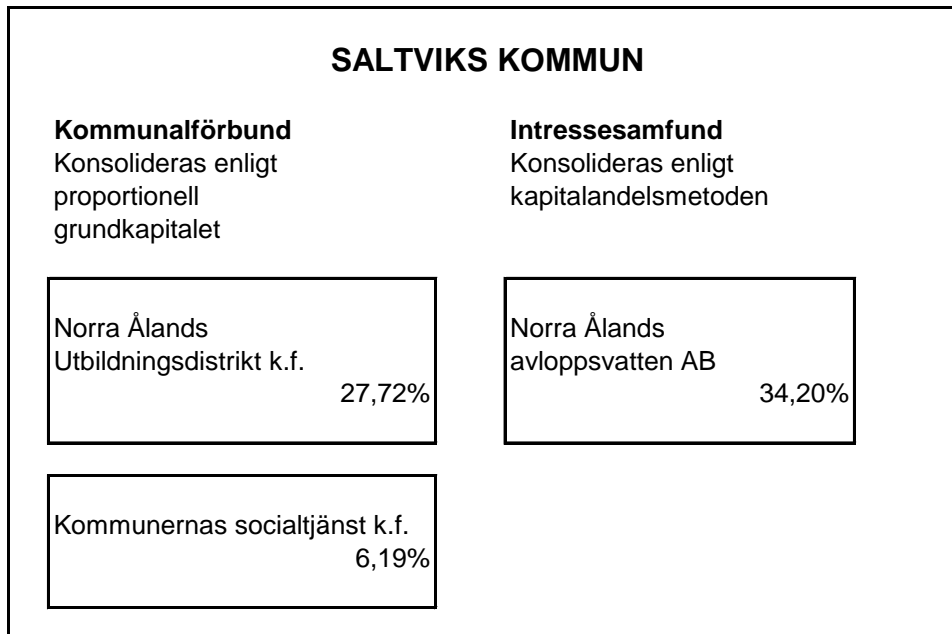 SALTVIKS KOMMUN
Kommunalförbund
Konsolideras enligt
proportionell
grundkapitalet
Intressesamfund
Konsolideras enligt
kapitalandelsmetoden
Norra Ålands
Utbildningsdistrikt k.f.
27,72%
Norra Ålands
avloppsvatten AB
34,20%
Kommunernas socialtjänst k.f.
6,19%